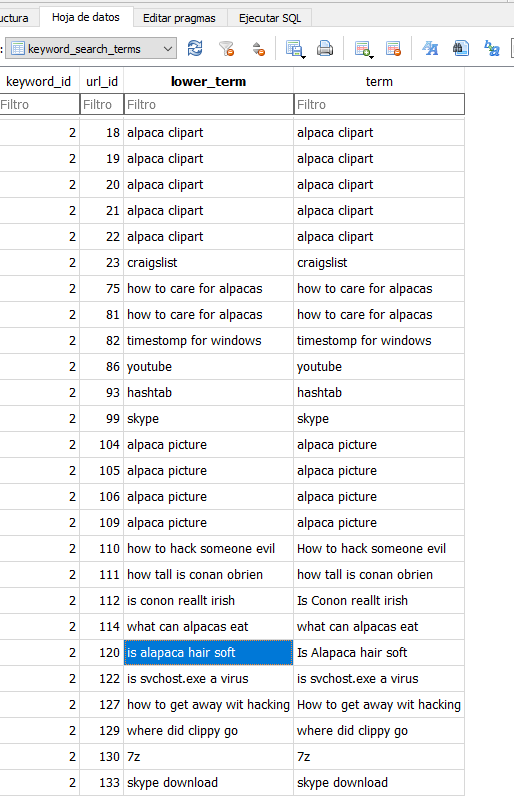 uctura Hoja de datos Editar pragmas Ejecutar SQL
: keyword_search_terms
keyword_id url_id lower_term term
Filtro Filtro Filtro Filtro
2 18 alpaca clipart alpaca clipart
2 19 alpaca clipart alpaca clipart
2 20 alpaca clipart alpaca clipart
2 21 alpaca clipart alpaca clipart
2 22 alpaca clipart alpaca clipart
2 23 craigslist craigslist
2 75 how to care for alpacas how to care for alpacas
2 81 how to care for alpacas how to care for alpacas
2 82 timestomp for windows timestomp for windows
2 86 youtube youtube
2 93 hashtab hashtab
2 99 skype skype
2 104 alpaca picture alpaca picture
2 105 alpaca picture alpaca picture
2 106 alpaca picture alpaca picture
2 109 alpaca picture alpaca picture
2 110 how to hack someone evil How to hack someone evil
2 111 how tall is conan obrien how tall is conan obrien
2 112 is conon reallt irish Is Conon reallt irish
2 114 what can alpacas eat what can alpacas eat
2 120 is alapaca hair soft Is Alapaca hair soft
2 122 is svchost.exe a virus is svchost.exe a virus
2 127 how to get away wit hacking How to get away wit hacking
2 129 where did clippy go where did clippy go
2 130 7z 7z
2 133 skype download skype download